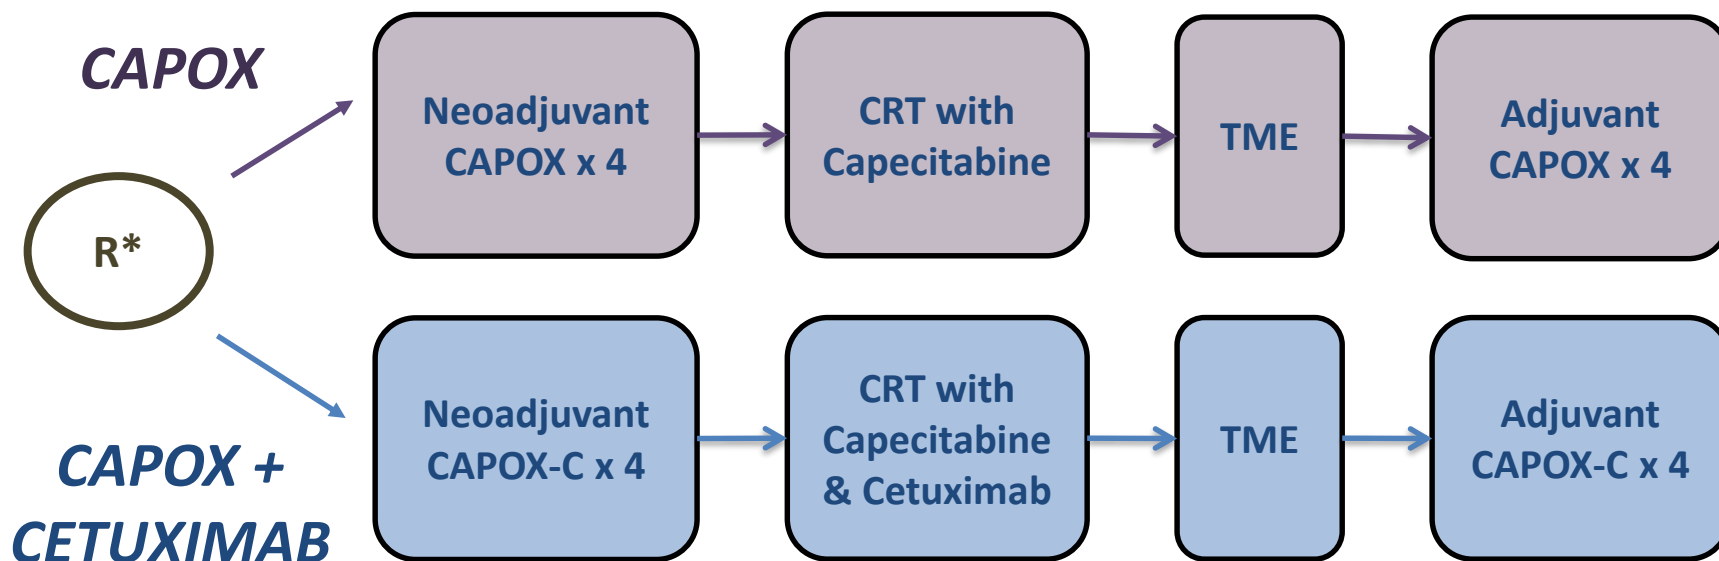 CAPOX
Neoadjuvant
CAPOX x 4
CRT with
Capecitabine
TME
Adjuvant
CAPOX x 4
R*
CAPOX +
CETUXIMAB
Neoadjuvant
CAPOX-C x 4
CRT with
Capecitabine
& Cetuximab
TME
Adjuvant
CAPOX-C x 4